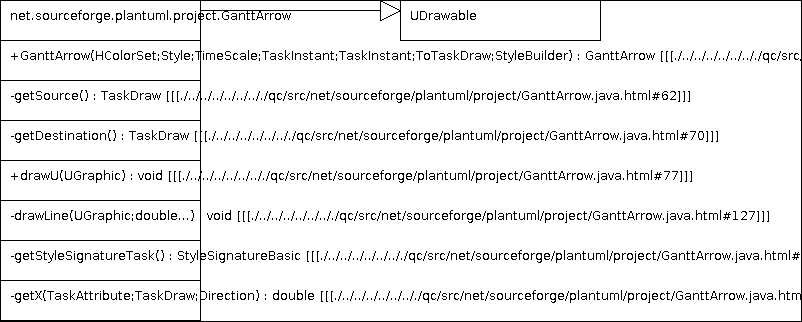 net.sourceforge.plantuml.project.GanttArrow
UDrawable
+GanttArrow(HColorSet;Style;TimeScale;TaskInstant;TaskInstant;ToTaskDraw;StyleBuilder) : GanttArrow [[[./../../../../../../../qc/src/
-getSource() : TaskDraw [[[./../../../../../../../qc/src/net/sourceforge/plantuml/project/GanttArrow.java.html#62]]]
-getDestination() : TaskDraw [[[./../../../../../../../qc/src/net/sourceforge/plantuml/project/GanttArrow.java.html#70]]]
+drawU(UGraphic) : void [[[./../../../../../../../qc/src/net/sourceforge/plantuml/project/GanttArrow.java.html#77]]]
-drawLine(UGraphic;double...) : void [[[./../../../../../../../qc/src/net/sourceforge/plantuml/project/GanttArrow.java.html#127]]]
-getStyleSignatureTask() : StyleSignatureBasic [[[./../../../../../../../qc/src/net/sourceforge/plantuml/project/GanttArrow.java.html#
-getX(TaskAttribute;TaskDraw;Direction) : double [[[./../../../../../../../qc/src/net/sourceforge/plantuml/project/GanttArrow.java.htm